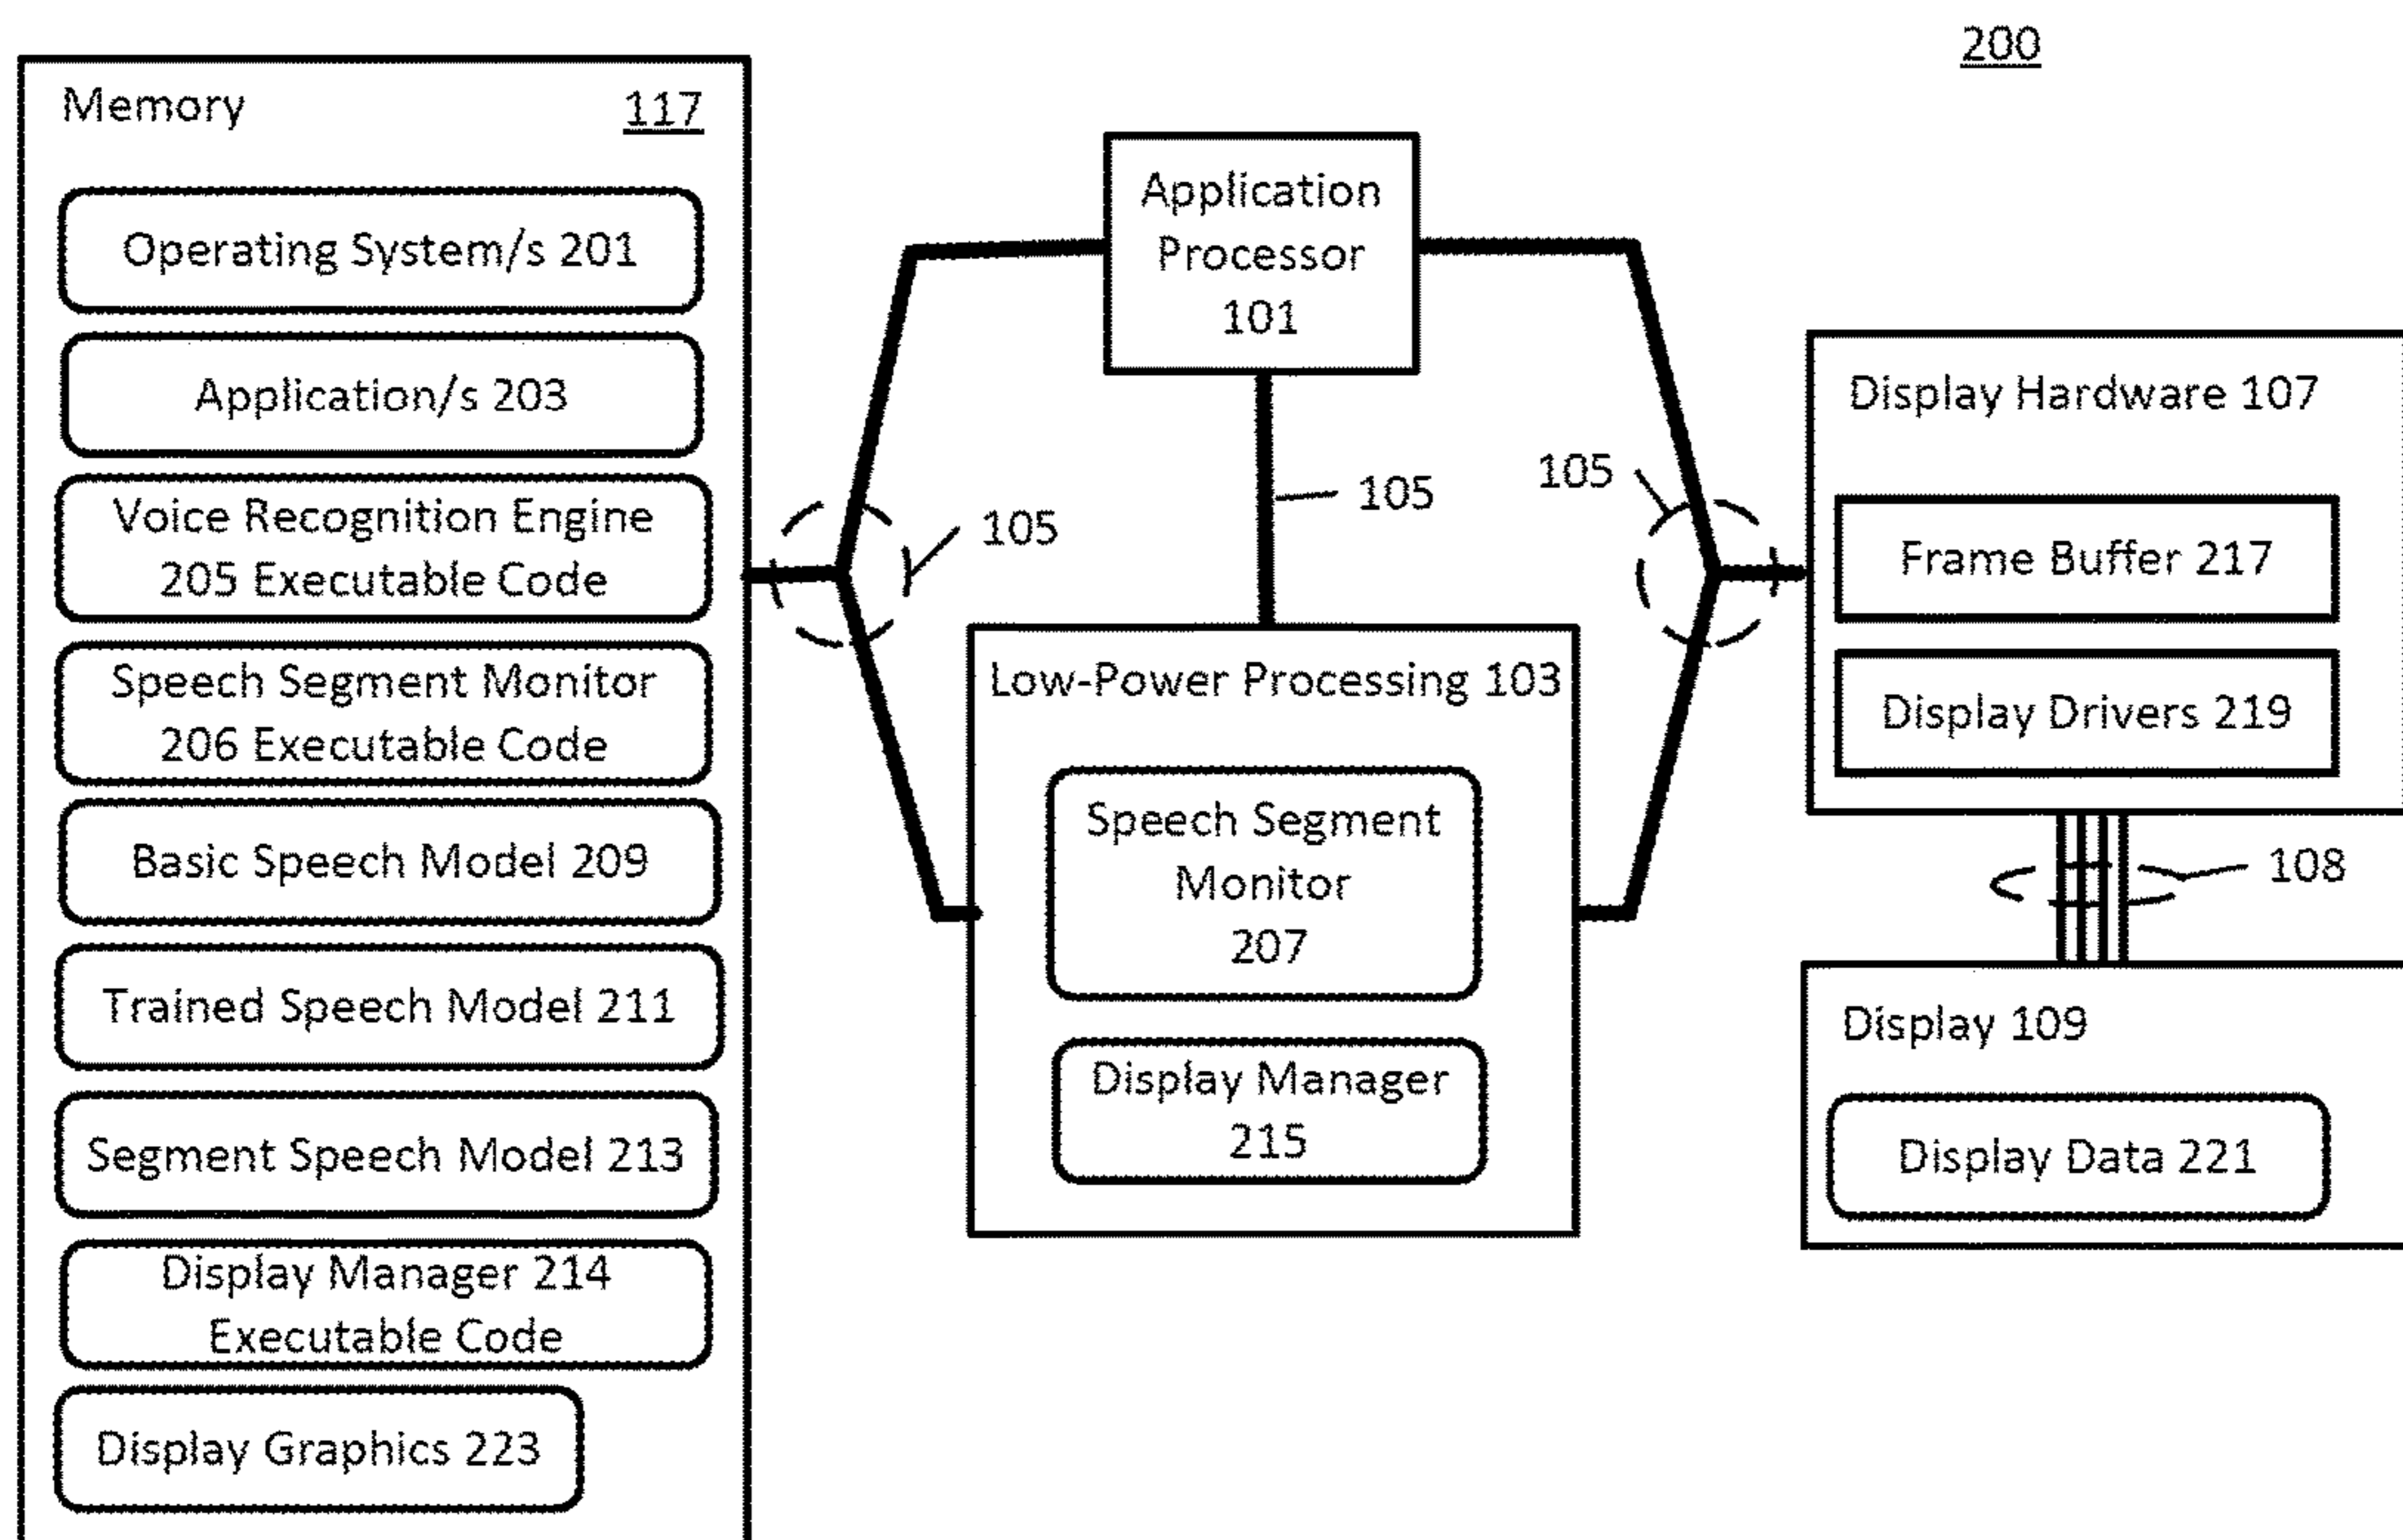 200
Memory 117
Operating System/s 201
Application/s 203
Voice Recognition Engine
205 Executable Code
Speech Segment Monitor
206 Executable Code
Basic Speech Model 209
Trained Speech Model 211
Segment Speech Model 213
Display Manager 214
Executable Code
Display Graphics 223
105
Application
Processor
101
105
Low-Power Processing 103
Speech Segment
Monitor
207
Display Manager
215
105
Display Hardware 107
Frame Buffer 217
Display Drivers 219
108
Display 109
Display Data 221